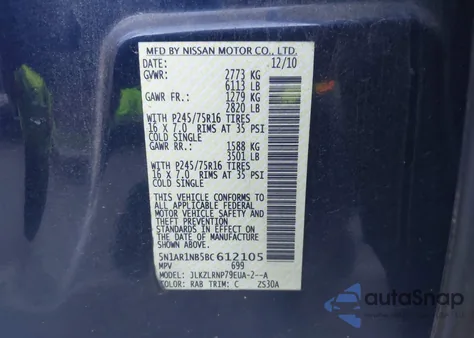 MFD BY NISSAN MOTOR CO., LTD.
DATE: 12/10
GVWR: 2773 KG
6113 LB
GAWR FR.: 1279 KG
2820 LB
WITH P245/75R16 TIRES
16 X 7.0 RIMS AT 35 PSI
COLD SINGLE
GAWR RR.: 1588 KG
3501 LB
WITH P245/75R16 TIRES
16 X 7.0 RIMS AT 35 PSI
COLD SINGLE
THIS VEHICLE CONFORMS TO
ALL APPLICABLE FEDERAL
MOTOR VEHICLE SAFETY
STANDARDS IN EFFECT ON THE
DATE OF MANUFACTURE SHOWN
ABOVE.
5N1AR1NB5BC612105
MPV 699
MODEL: JLKZLRNP79EUA-2--A
COLOR: RAB TRIM: C ZS30A
autoSnap